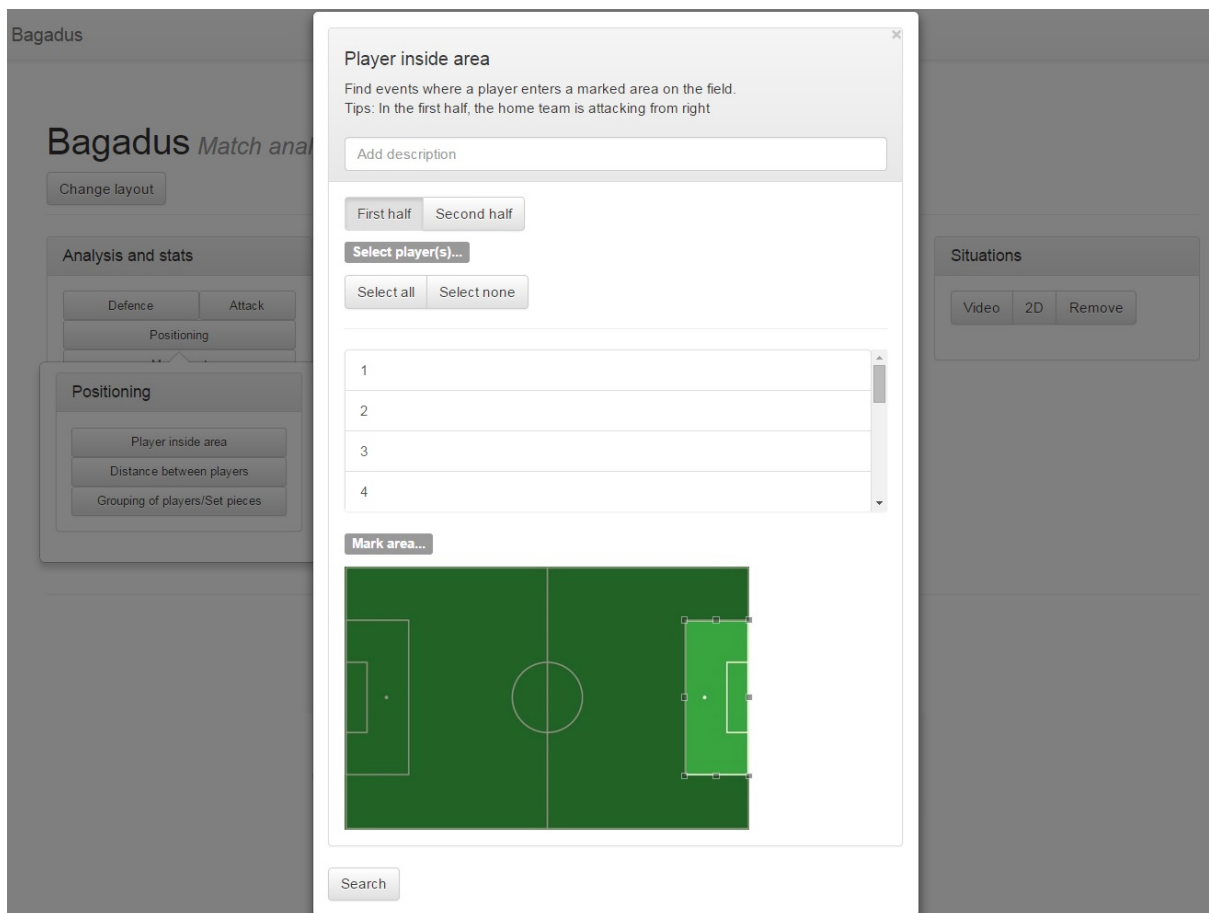 Bagadus
Bagadus Match anal
Change layout
Analysis and stats
Defence
Attack
Positioning
Positioning
Player inside area
Distance between players
Grouping of players/Set pieces
×
Player inside area
Find events where a player enters a marked area on the field.
Tips: In the first half, the home team is attacking from right
Add description
First half
Second half
Select player(s)...
Select all
Select none
1
2
3
4
Mark area...
Search
Situations
Video
2D
Remove